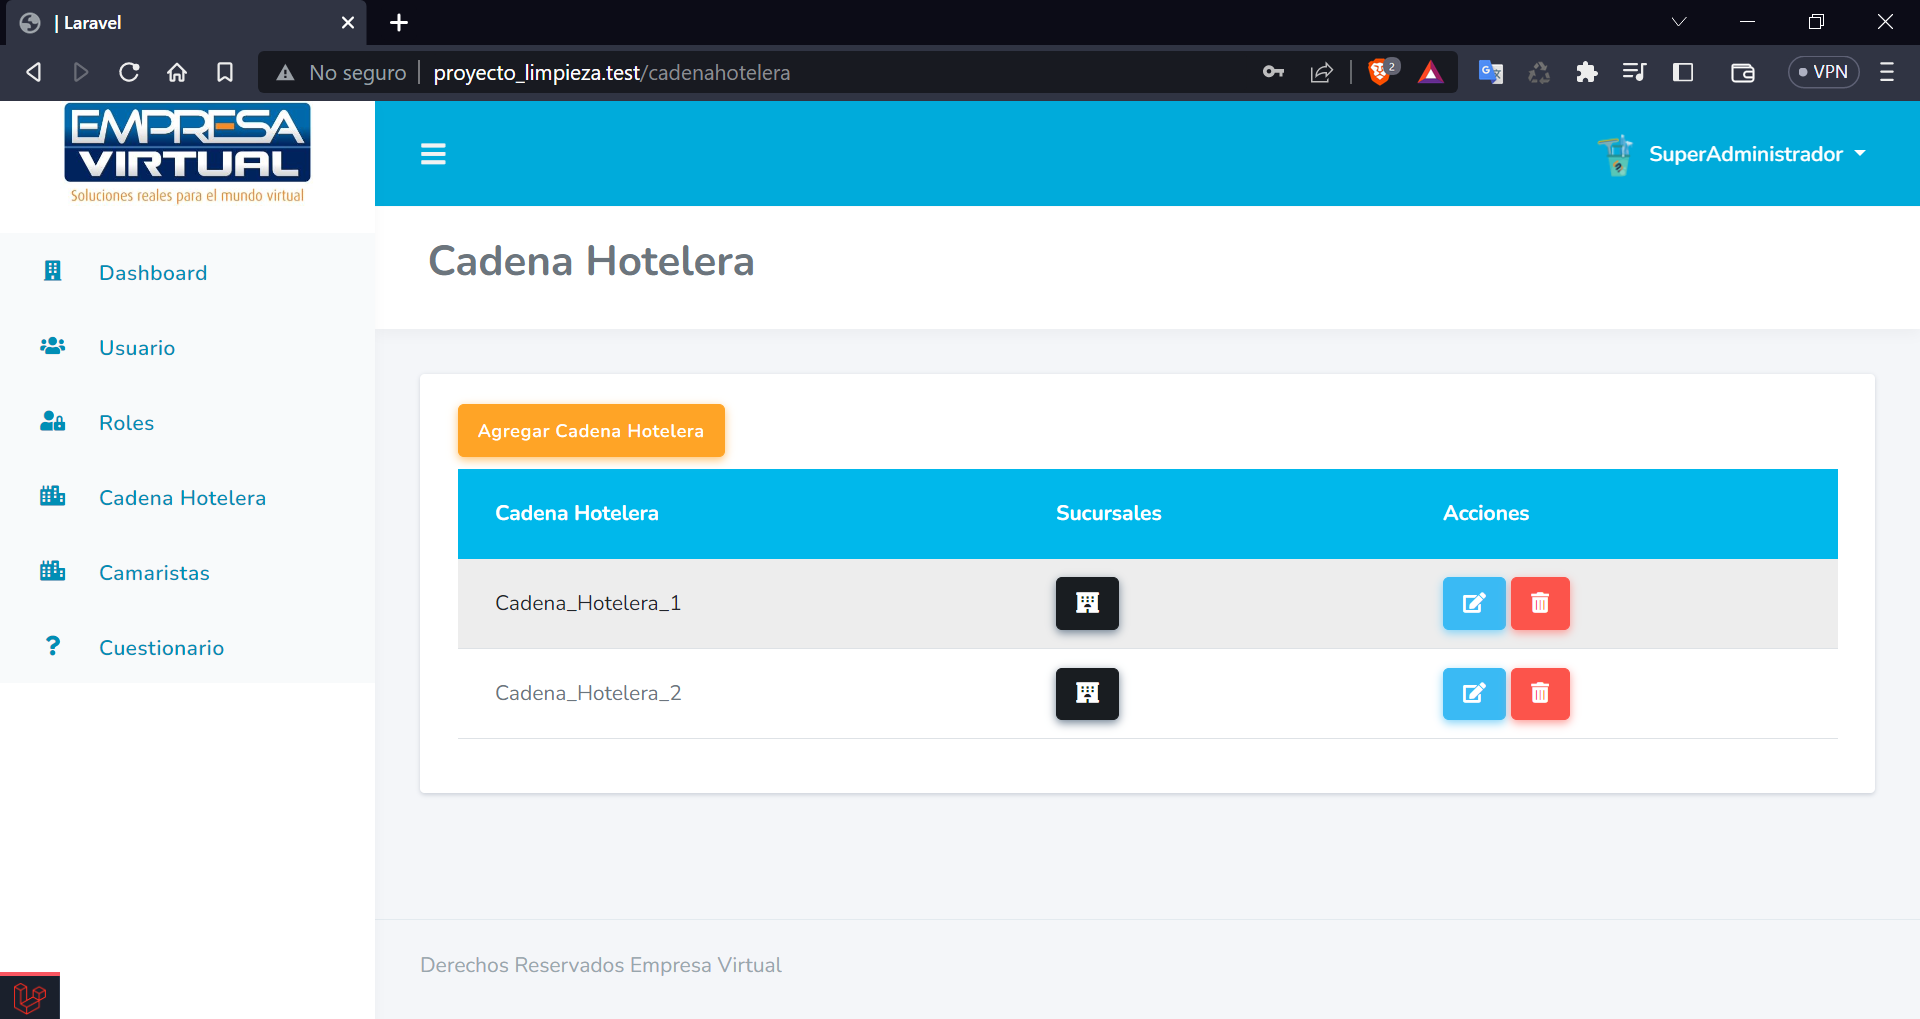 | Laravel
No seguro
proyecto_limpieza.test/cadenahotelera
2
VPN
EMPRESA
VIRTUAL
Soluciones reales para el mundo virtual
SuperAdministrador
Dashboard
Usuario
Roles
Cadena Hotelera
Camaristas
Cuestionario
Cadena Hotelera
Agregar Cadena Hotelera
Cadena Hotelera Sucursales Acciones
Cadena_Hotelera_1
Cadena_Hotelera_2
Derechos Reservados Empresa Virtual